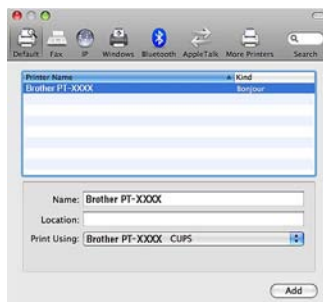 Default Fax IP Windows Bluetooth AppleTalk More Printers Search
Printer Name Kind
Brother PT-XXXX Bonjour
Name: Brother PT-XXXX
Location:
Print Using: Brother PT-XXXX CUPS
Add